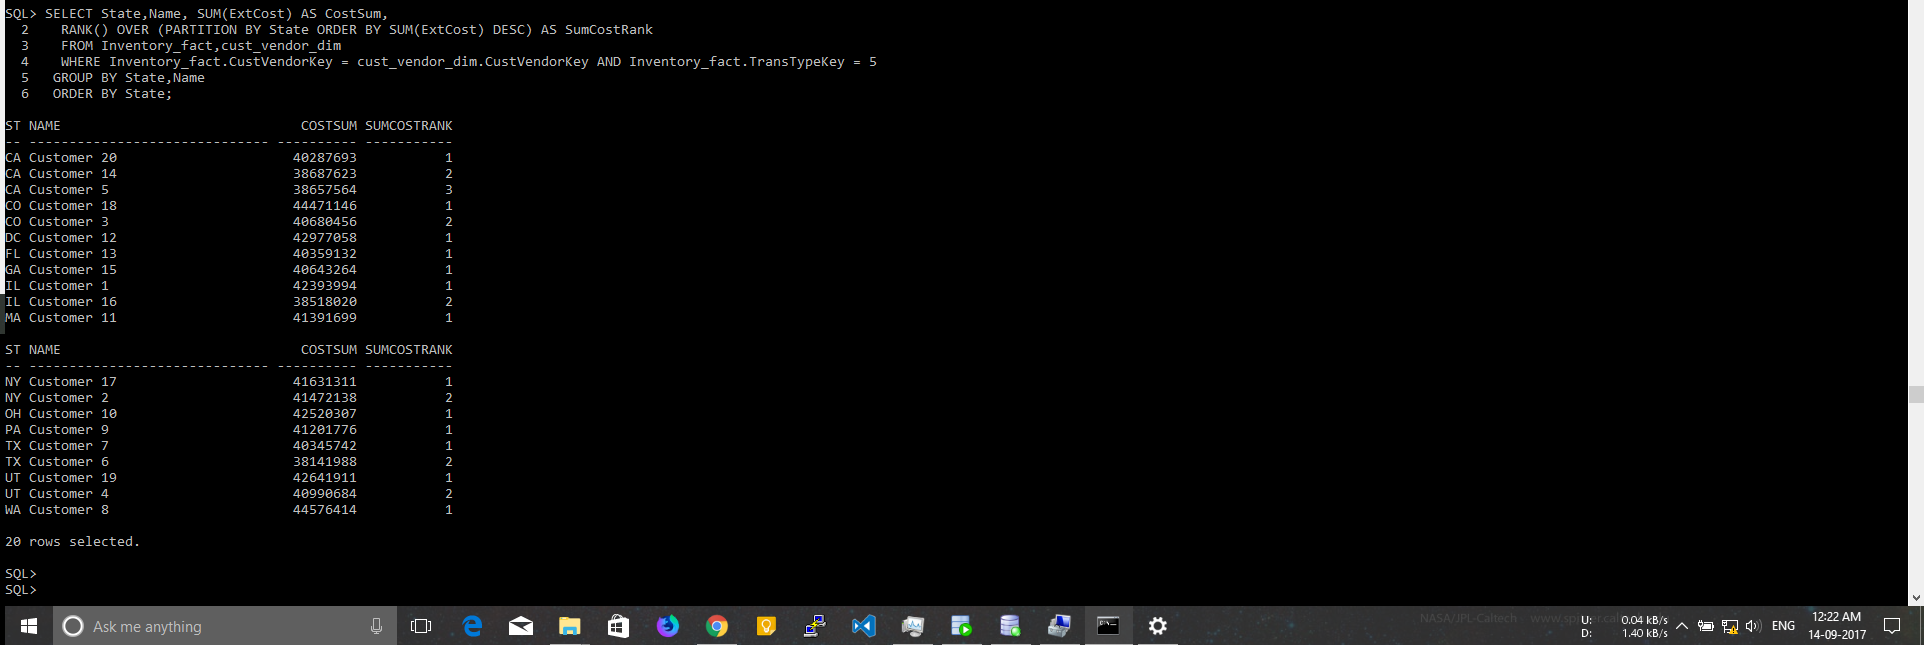 SQL> SELECT State,Name, SUM(ExtCost) AS CostSum,
  2    RANK() OVER (PARTITION BY State ORDER BY SUM(ExtCost) DESC) AS SumCostRank
  3    FROM Inventory_fact,cust_vendor_dim
  4    WHERE Inventory_fact.CustVendorKey = cust_vendor_dim.CustVendorKey AND Inventory_fact.TransTypeKey = 5
  5   GROUP BY State,Name
  6   ORDER BY State;
ST NAME                              COSTSUM SUMCOSTRANK
-- ------------------------------ ---------- -----------
CA Customer 20                      40287693           1
CA Customer 14                      38687623           2
CA Customer 5                       38657564           3
CO Customer 18                      44471146           1
CO Customer 3                       40680456           2
DC Customer 12                      42977058           1
FL Customer 13                      40359132           1
GA Customer 15                      40643264           1
IL Customer 1                       42393994           1
IL Customer 16                      38518020           2
MA Customer 11                      41391699           1
ST NAME                              COSTSUM SUMCOSTRANK
-- ------------------------------ ---------- -----------
NY Customer 17                      41631311           1
NY Customer 2                       41472138           2
OH Customer 10                      42520307           1
PA Customer 9                       41201776           1
TX Customer 7                       40345742           1
TX Customer 6                       38141988           2
UT Customer 19                      42641911           1
UT Customer 4                       40990684           2
WA Customer 8                       44576414           1
20 rows selected.
SQL>
SQL>
Ask me anything
NASA/JPL-Caltech
U: 0.04 kB/s
D: 1.40 kB/s
ENG
12:22 AM
14-09-2017